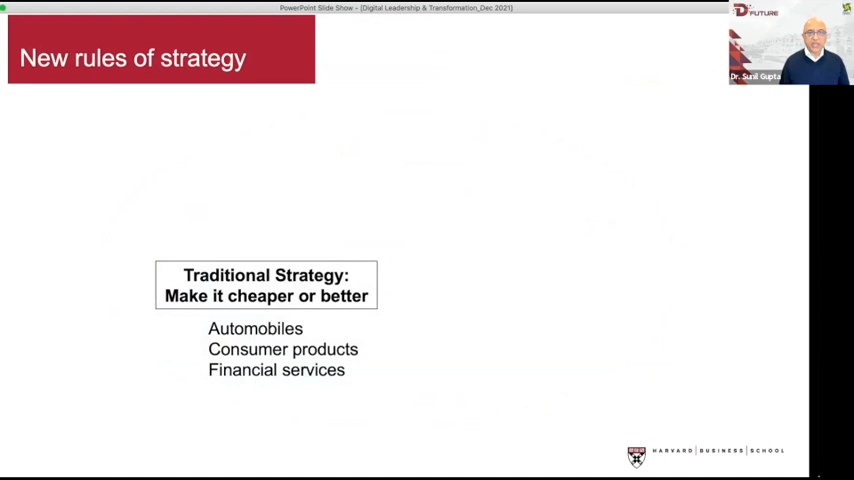 PowerPoint Slide Show - [Digital Leadership & Transformation_Dec 2021]
New rules of strategy
FUTURE
Dr. Sunil Gupta
Traditional Strategy:
Make it cheaper or better
Automobiles
Consumer products
Financial services
HARVARD | BUSINESS | SCHOOL